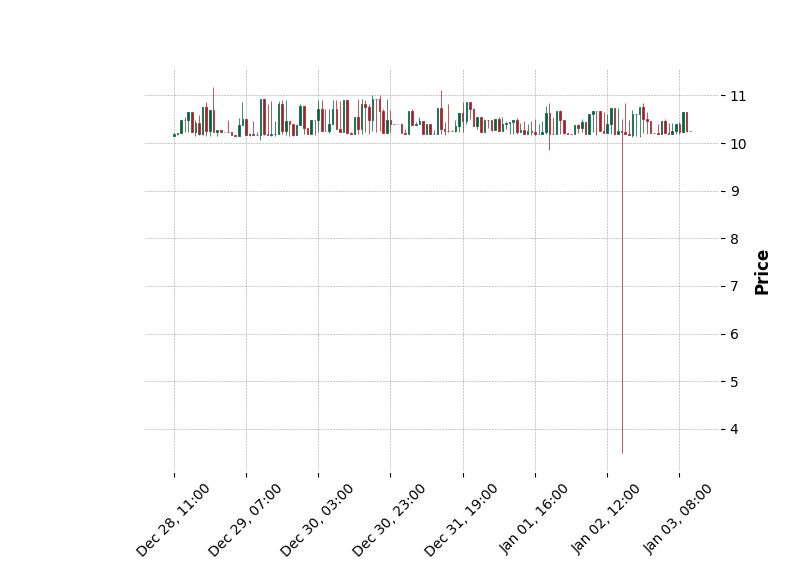 11
10
9
8
7
6
5
4
Price
Dec 28, 11:00
Dec 29, 07:00
Dec 30, 03:00
Dec 30, 23:00
Dec 31, 19:00
Jan 01, 16:00
Jan 02, 12:00
Jan 03, 08:00